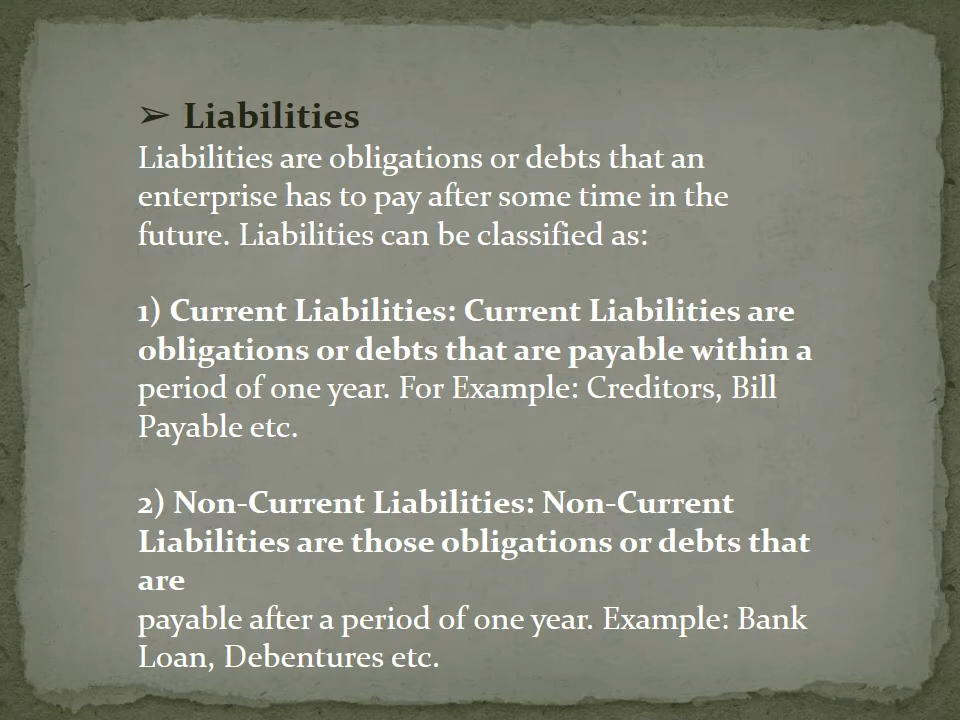 ➢ Liabilities
Liabilities are obligations or debts that an
enterprise has to pay after some time in the
future. Liabilities can be classified as:
1) Current Liabilities: Current Liabilities are
obligations or debts that are payable within a
period of one year. For Example: Creditors, Bill
Payable etc.
2) Non-Current Liabilities: Non-Current
Liabilities are those obligations or debts that
are
payable after a period of one year. Example: Bank
Loan, Debentures etc.